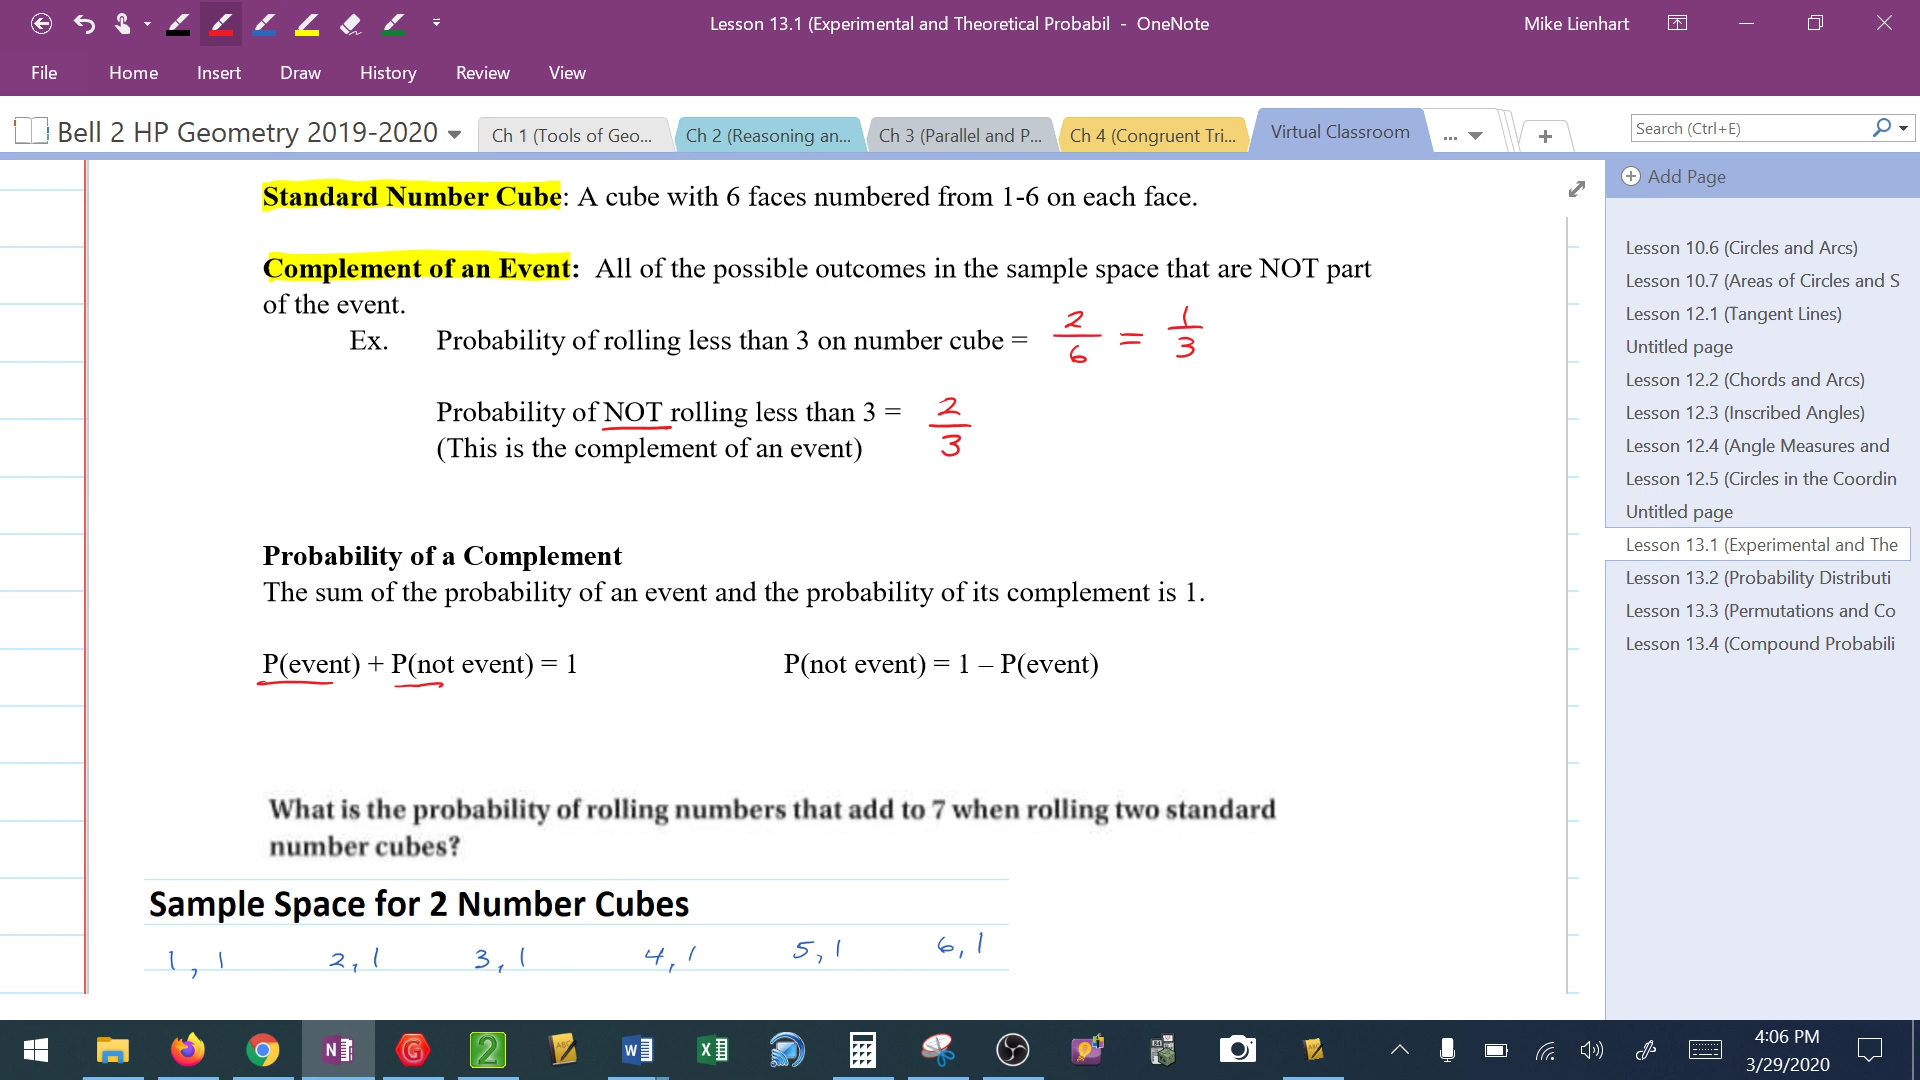 Lesson 13.1 (Experimental and Theoretical Probabil - OneNote
Mike Lienhart
File Home Insert Draw History Review View
Bell 2 HP Geometry 2019-2020
Ch 1 (Tools of Geo...
Ch 2 (Reasoning an...
Ch 3 (Parallel and P...
Ch 4 (Congruent Tri...
Virtual Classroom
...
+
Search (Ctrl+E)
Standard Number Cube: A cube with 6 faces numbered from 1-6 on each face.
Complement of an Event: All of the possible outcomes in the sample space that are NOT part
of the event.
Ex. Probability of rolling less than 3 on number cube = 2/6 = 1/3
Probability of NOT rolling less than 3 = 2/3
(This is the complement of an event)
Probability of a Complement
The sum of the probability of an event and the probability of its complement is 1.
P(event) + P(not event) = 1 P(not event) = 1 – P(event)
What is the probability of rolling numbers that add to 7 when rolling two standard
number cubes?
Sample Space for 2 Number Cubes
1, 1 2, 1 3, 1 4, 1 5, 1 6, 1
Add Page
Lesson 10.6 (Circles and Arcs)
Lesson 10.7 (Areas of Circles and S
Lesson 12.1 (Tangent Lines)
Untitled page
Lesson 12.2 (Chords and Arcs)
Lesson 12.3 (Inscribed Angles)
Lesson 12.4 (Angle Measures and
Lesson 12.5 (Circles in the Coordin
Untitled page
Lesson 13.1 (Experimental and The
Lesson 13.2 (Probability Distributi
Lesson 13.3 (Permutations and Co
Lesson 13.4 (Compound Probabili
4:06 PM
3/29/2020